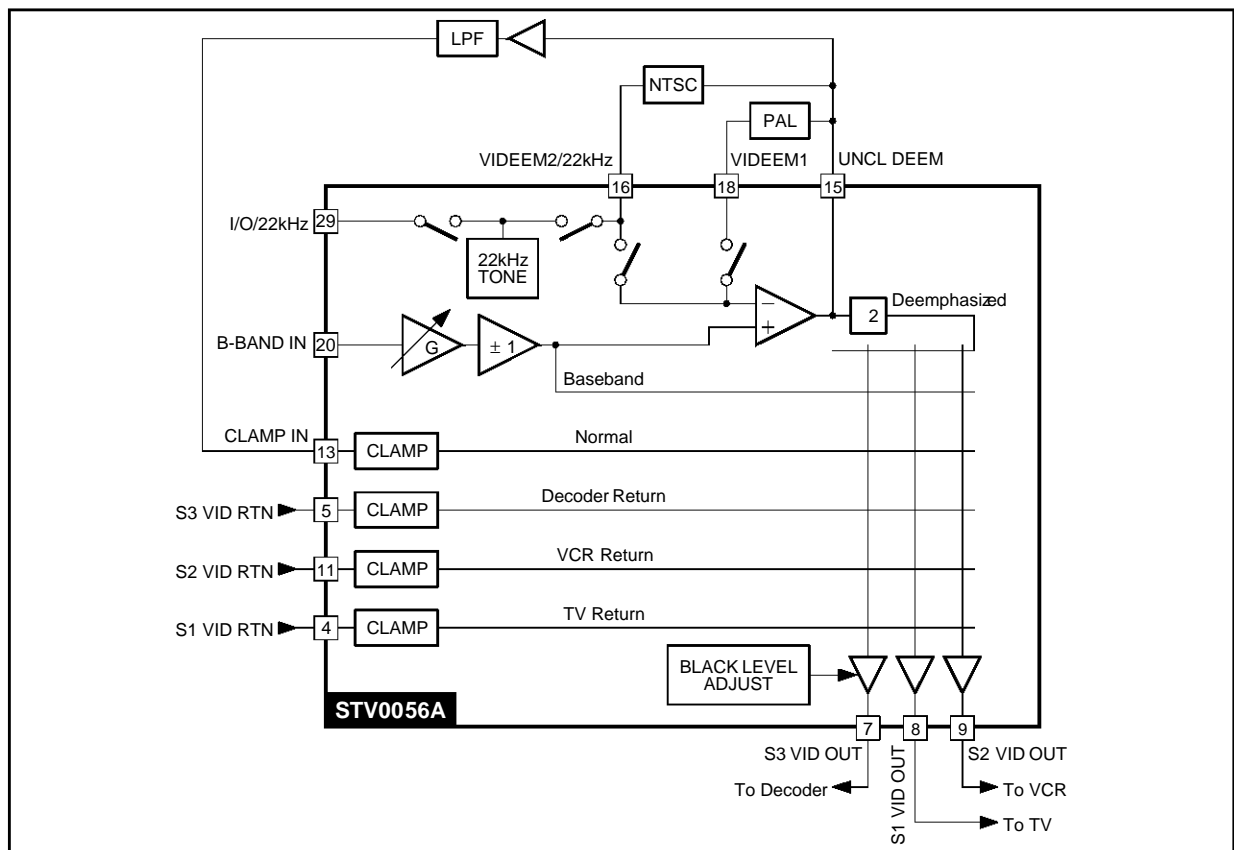 LPF
NTSC
PAL
VIDEEM2/22kHz
VIDEEM1
UNCL DEEM
16
18
15
I/O/22kHz
29
22kHz
TONE
Deemphasized
−
+
2
B-BAND IN
20
G
± 1
Baseband
CLAMP IN
13
CLAMP
Normal
S3 VID RTN
5
CLAMP
Decoder Return
S2 VID RTN
11
CLAMP
VCR Return
S1 VID RTN
4
CLAMP
TV Return
BLACK LEVEL
ADJUST
STV0056A
7
8
9
S3 VID OUT
S1 VID OUT
S2 VID OUT
To Decoder
To VCR
To TV